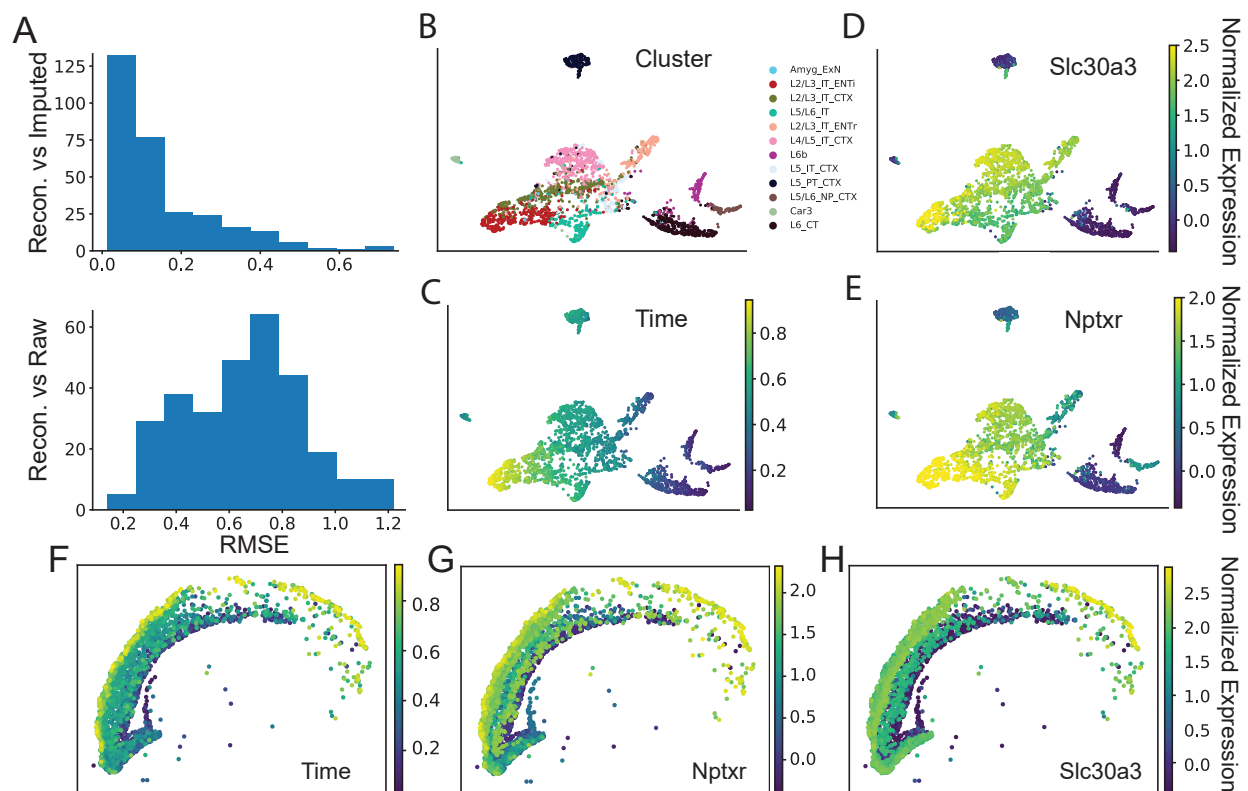 A
Recon. vs Imputed
125
100
75
50
25
0
0.0 0.2 0.4 0.6
Recon. vs Raw
60
40
20
0
0.2 0.4 0.6 0.8 1.0 1.2
RMSE
B
Cluster
Amyg_ExN
L2/L3_IT_ENTi
L2/L3_IT_CTX
L5/L6_IT
L2/L3_IT_ENTr
L4/L5_IT_CTX
L6b
L5_IT_CTX
L5_PT_CTX
L5/L6_NP_CTX
Car3
L6_CT
C
Time
0.8
0.6
0.4
0.2
D
Slc30a3
2.5
2.0
1.5
1.0
0.5
0.0
Normalized Expression
E
Nptxr
2.0
1.5
1.0
0.5
0.0
Normalized Expression
F
Time
0.8
0.6
0.4
0.2
G
Nptxr
2.0
1.5
1.0
0.5
0.0
H
Slc30a3
2.5
2.0
1.5
1.0
0.5
0.0
Normalized Expression